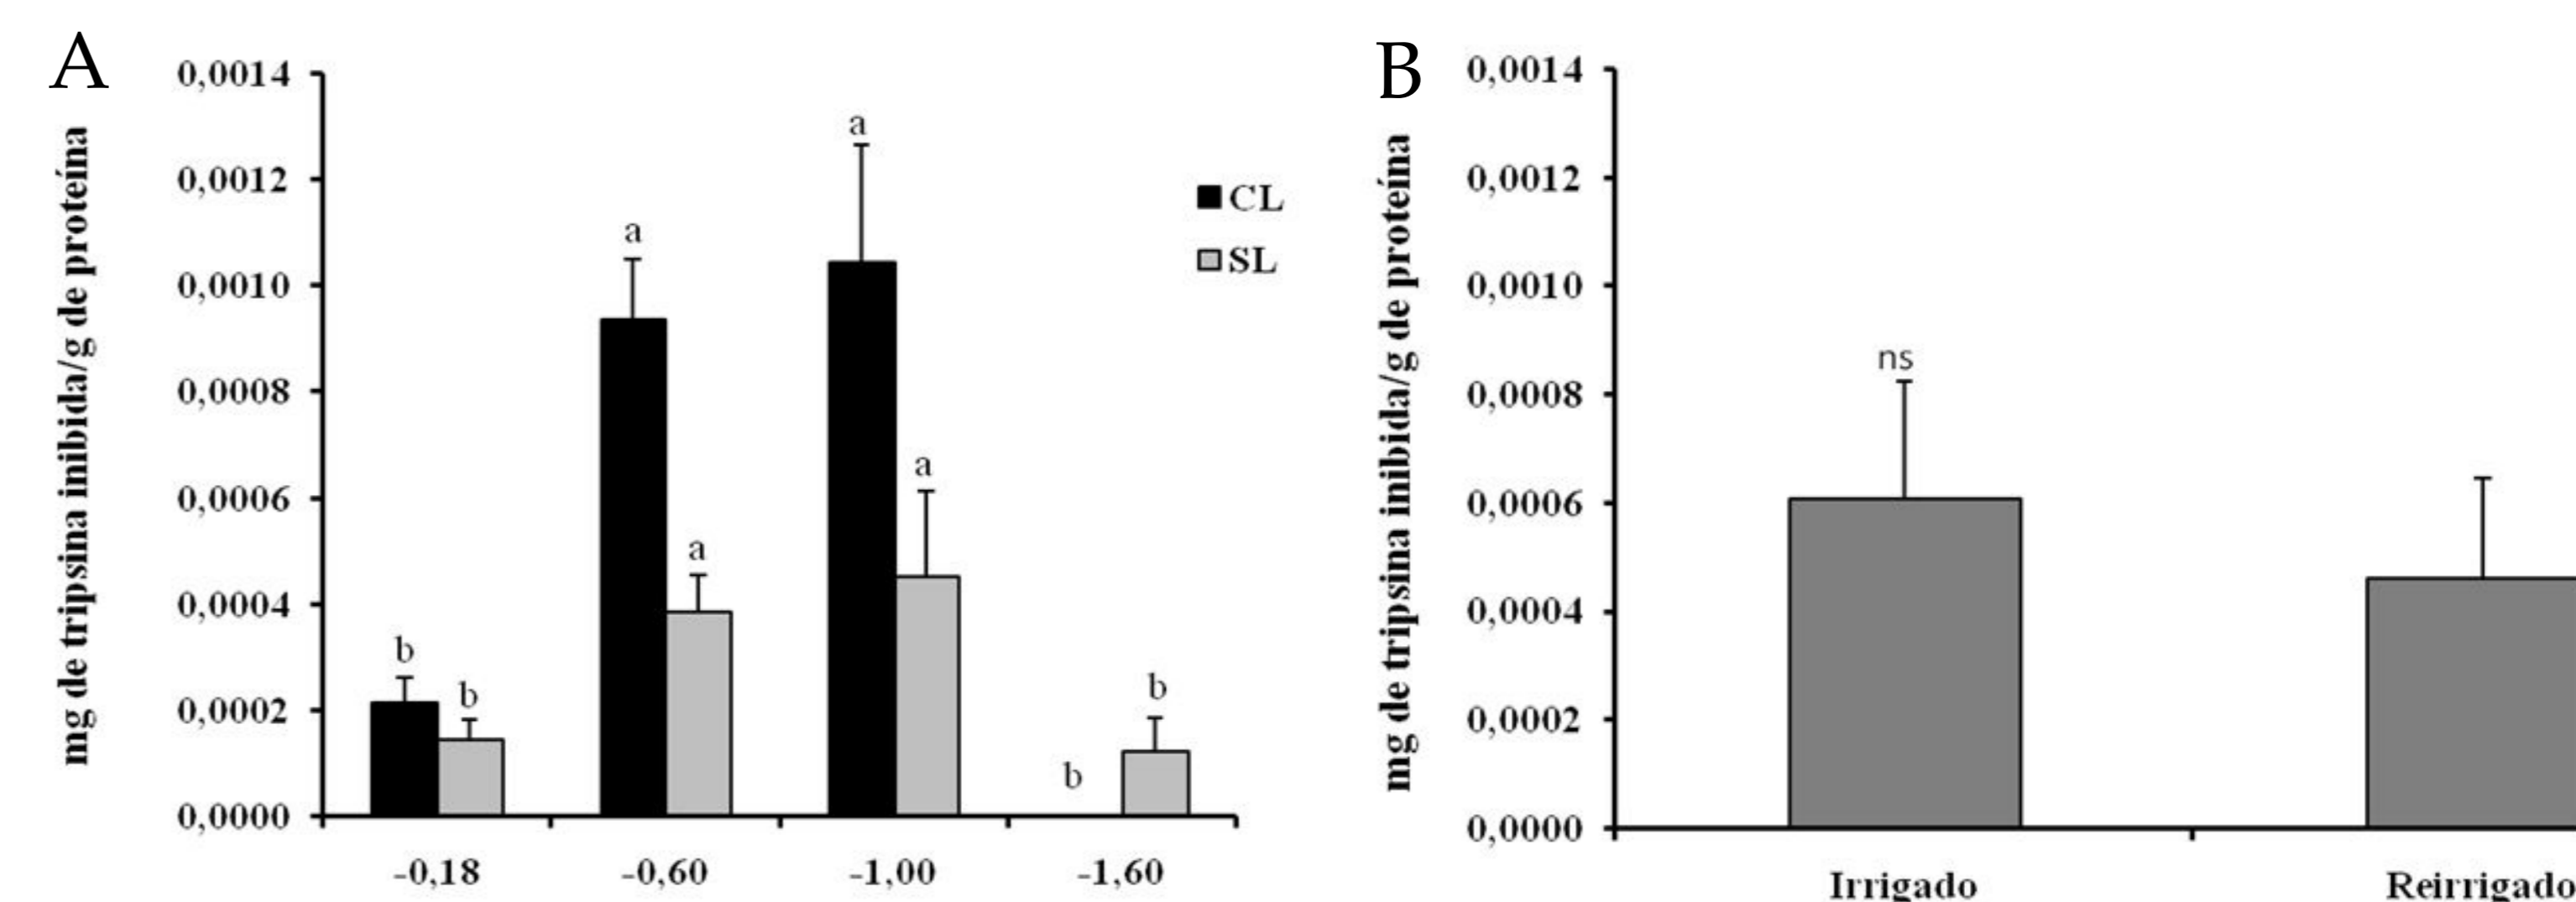 A
mg de tripsina inibida/g de proteína
0,0014
0,0012
0,0010
0,0008
0,0006
0,0004
0,0002
0,0000
b
b
a
a
a
a
b
b
CL
SL
-0,18
-0,60
-1,00
-1,60
B
mg de tripsina inibida/g de proteína
0,0014
0,0012
0,0010
0,0008
0,0006
0,0004
0,0002
0,0000
ns
Irrigado
Reirrigado